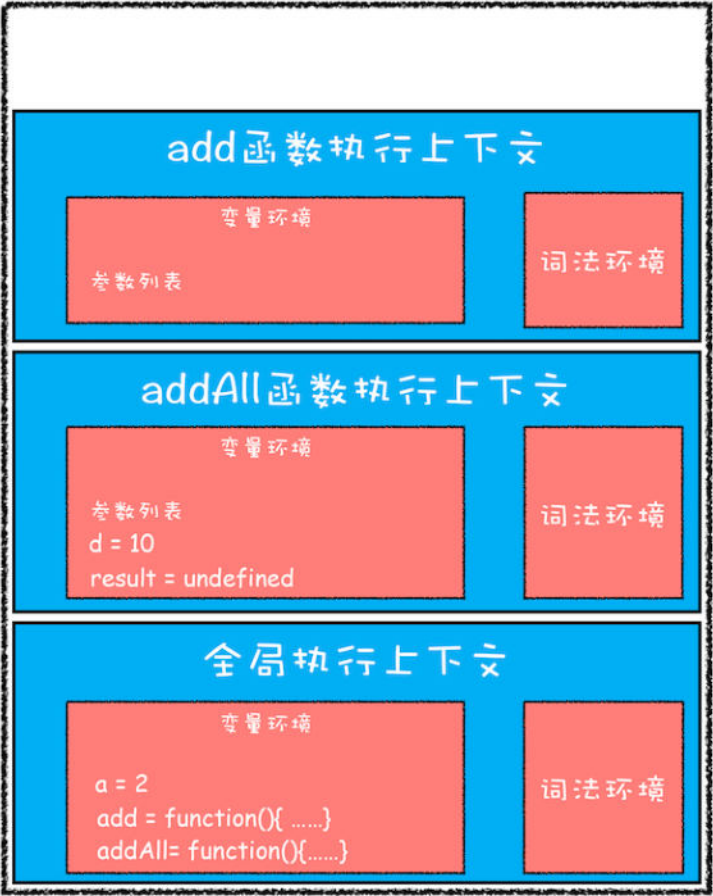 add函数执行上下文
变量环境
参数列表
词法环境
addAll函数执行上下文
变量环境
参数列表
d = 10
result = undefined
词法环境
全局执行上下文
变量环境
a = 2
add = function(){ ……}
addAll= function(){……}
词法环境